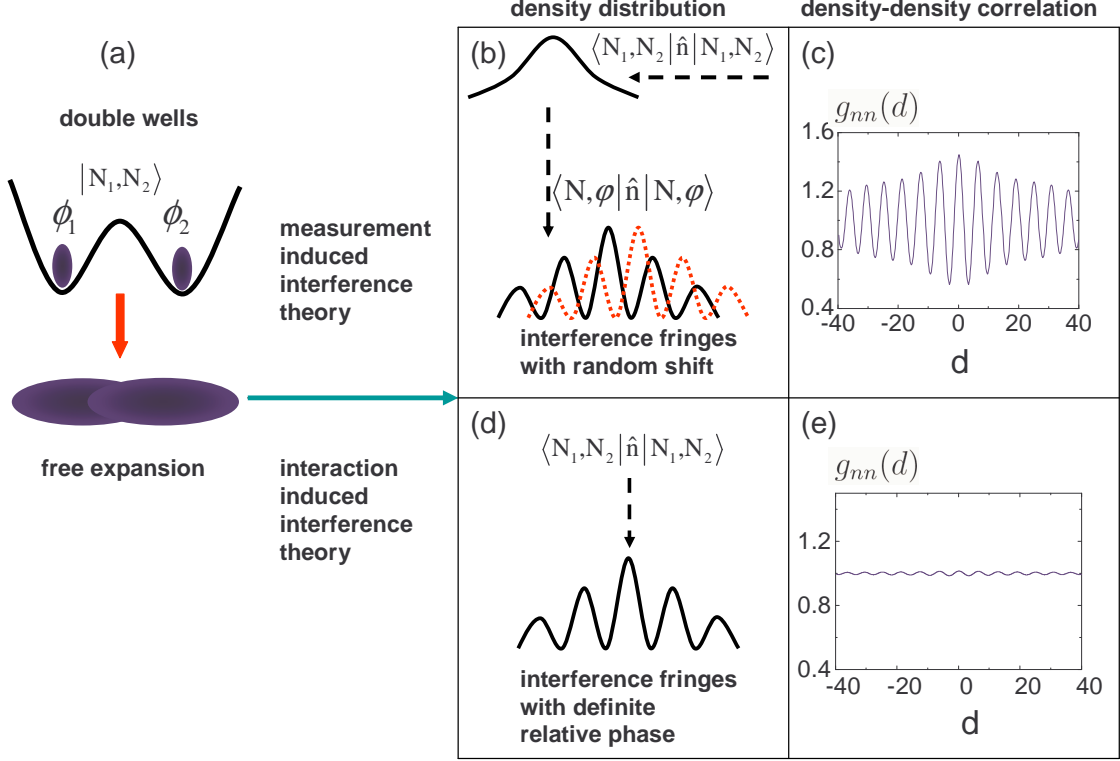 density distribution
density-density correlation
(a)
double wells
|N₁,N₂⟩
ϕ₁
ϕ₂
free expansion
measurement
induced
interference
theory
interaction
induced
interference
theory
(b)
⟨N₁,N₂|n̂|N₁,N₂⟩
⟨N,φ|n̂|N,φ⟩
interference fringes
with random shift
(c)
gₙₙ(d)
1.6
1.2
0.8
0.4
-40 -20 0 20 40
d
(d)
⟨N₁,N₂|n̂|N₁,N₂⟩
interference fringes
with definite
relative phase
(e)
gₙₙ(d)
1.2
0.8
0.4
-40 -20 0 20 40
d